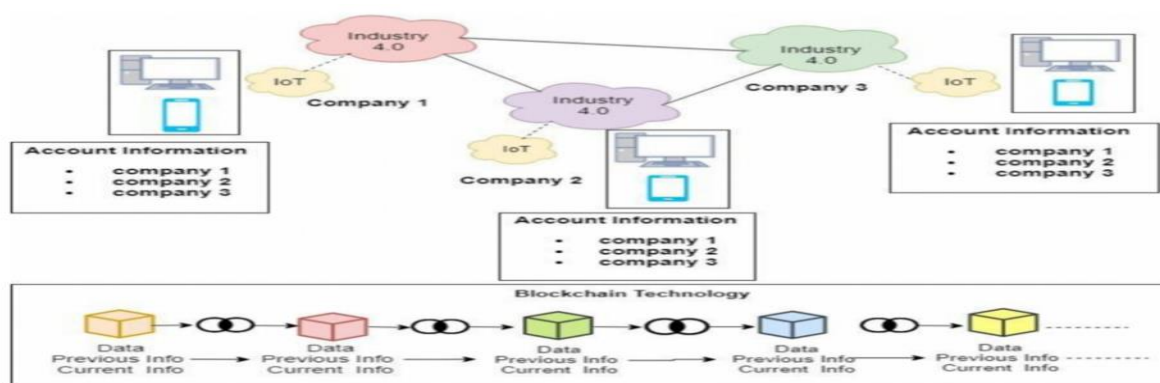 Industry
4.0
IoT
Company 1
Industry
4.0
IoT
Company 3
Industry
4.0
IoT
Company 2
Account Information
• company 1
• company 2
• company 3
Account Information
• company 1
• company 2
• company 3
Account Information
• company 1
• company 2
• company 3
Blockchain Technology
Data
Previous Info
Current Info
Data
Previous Info
Current Info
Data
Previous Info
Current Info
Data
Previous Info
Current Info
Data
Previous Info
Current Info